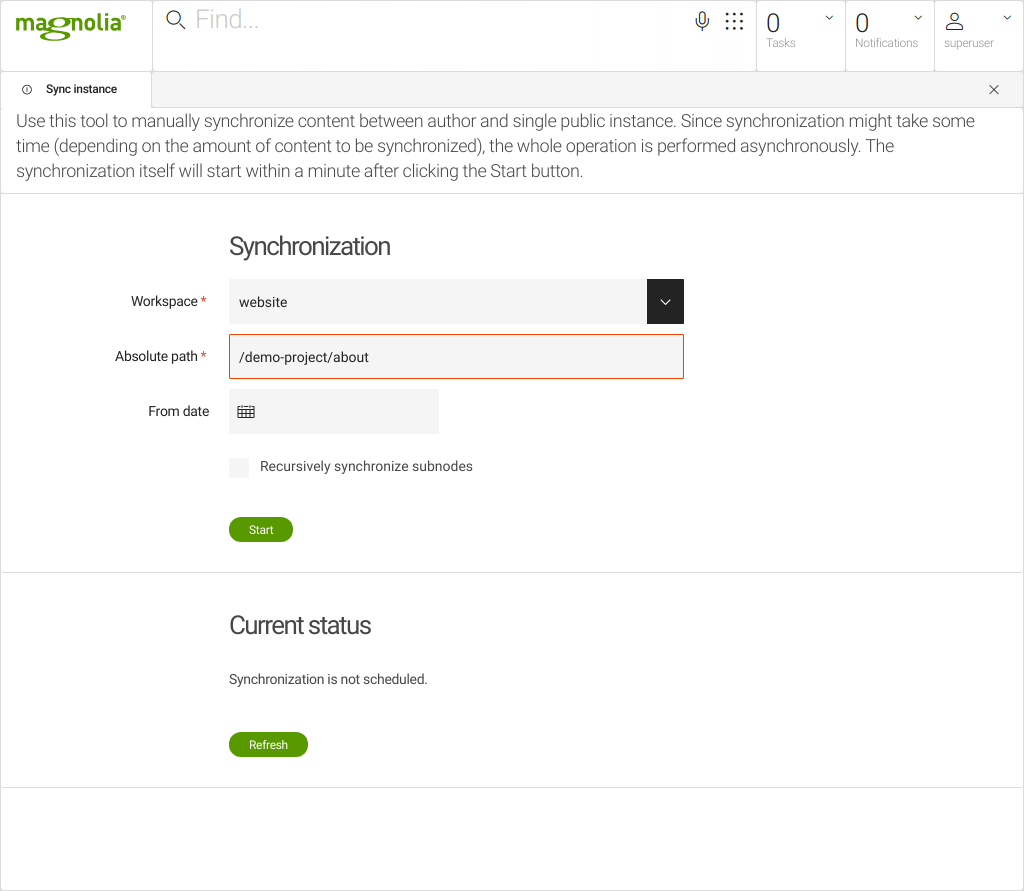 magnolia®
Find...
0
Tasks
0
Notifications
superuser
Sync instance
Use this tool to manually synchronize content between author and single public instance. Since synchronization might take some
time (depending on the amount of content to be synchronized), the whole operation is performed asynchronously. The
synchronization itself will start within a minute after clicking the Start button.
Synchronization
Workspace *
website
Absolute path *
/demo-project/about
From date
Recursively synchronize subnodes
Start
Current status
Synchronization is not scheduled.
Refresh